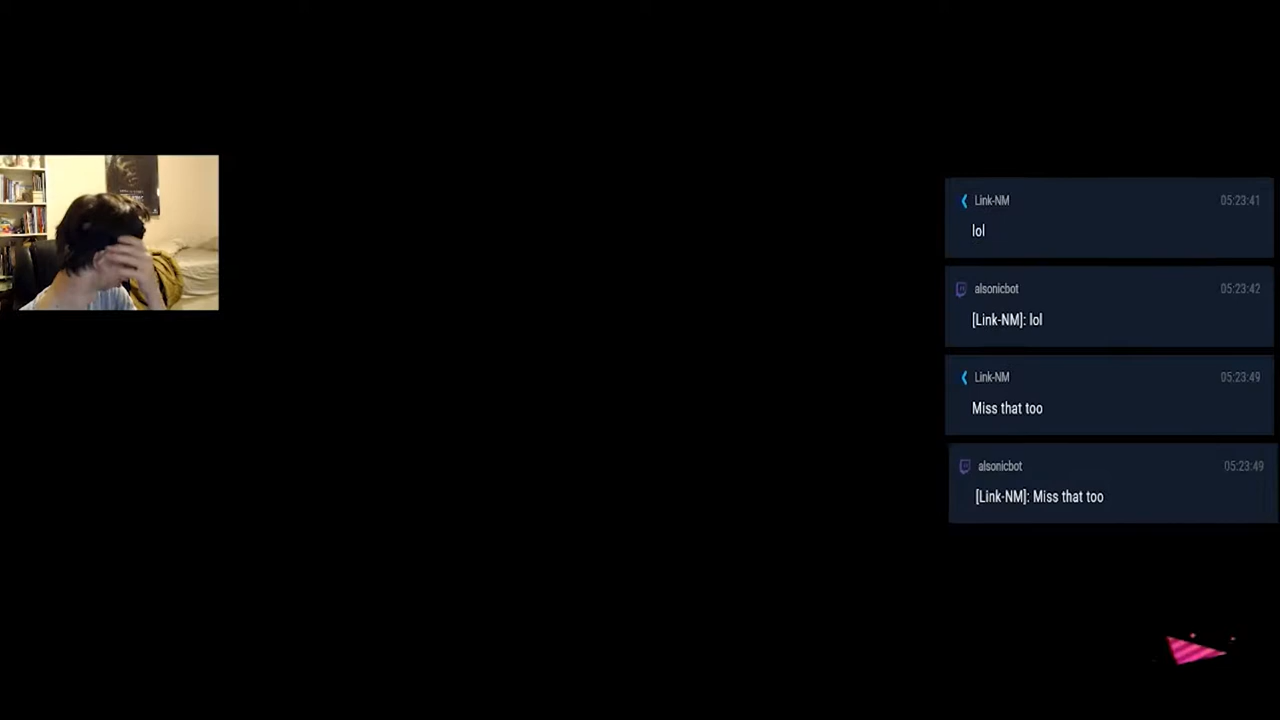 Link-NM 05:23:41
lol
alsonicbot 05:23:42
[Link-NM]: lol
Link-NM 05:23:49
Miss that too
alsonicbot 05:23:49
[Link-NM]: Miss that too